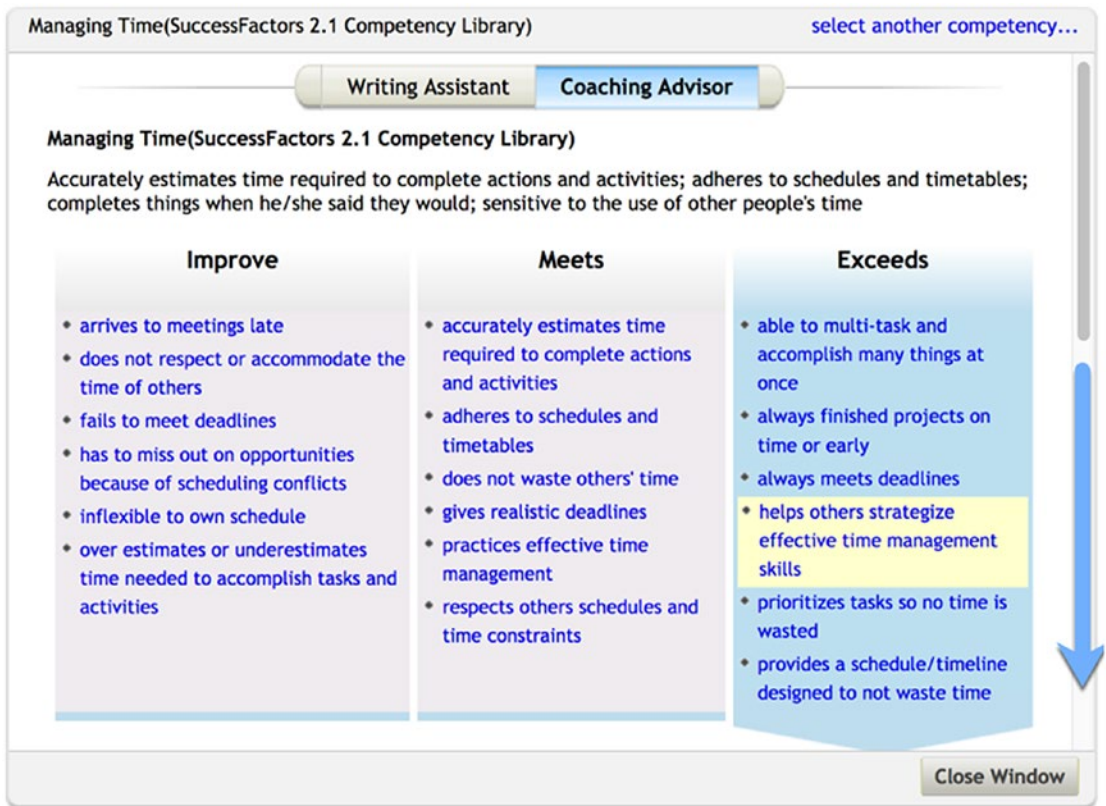 Managing Time(SuccessFactors 2.1 Competency Library)
select another competency...
Writing Assistant
Coaching Advisor
Managing Time(SuccessFactors 2.1 Competency Library)
Accurately estimates time required to complete actions and activities; adheres to schedules and timetables;
completes things when he/she said they would; sensitive to the use of other people's time
Improve
arrives to meetings late
does not respect or accommodate the
time of others
fails to meet deadlines
has to miss out on opportunities
because of scheduling conflicts
inflexible to own schedule
over estimates or underestimates
time needed to accomplish tasks and
activities
Meets
accurately estimates time
required to complete actions
and activities
adheres to schedules and
timetables
does not waste others' time
gives realistic deadlines
practices effective time
management
respects others schedules and
time constraints
Exceeds
able to multi-task and
accomplish many things at
once
always finished projects on
time or early
always meets deadlines
helps others strategize
effective time management
skills
prioritizes tasks so no time is
wasted
provides a schedule/timeline
designed to not waste time
Close Window